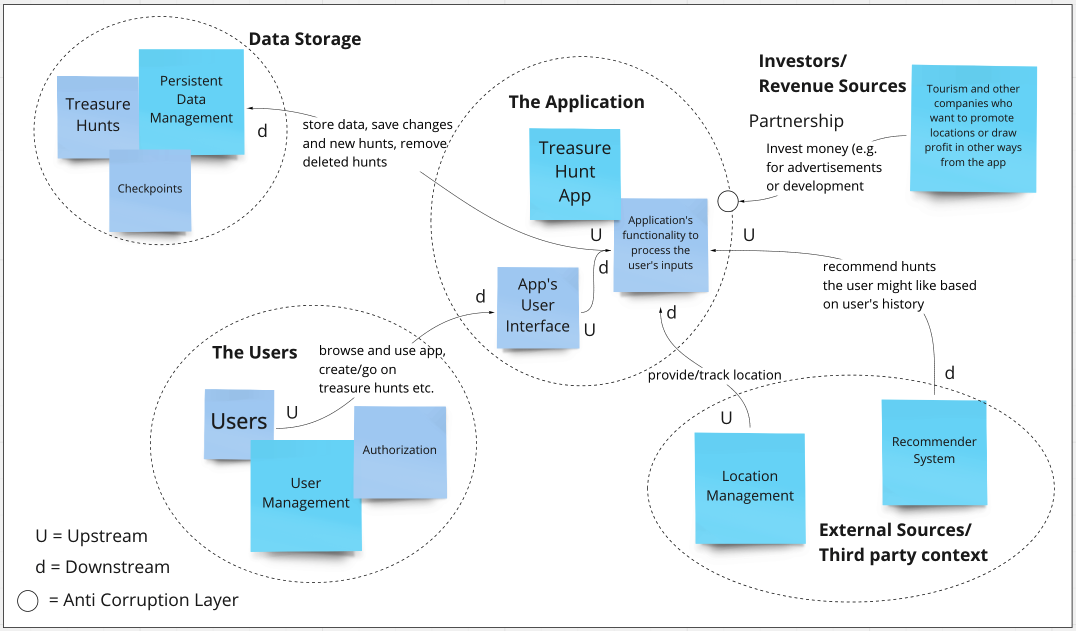 Data Storage
Persistent
Data
Management
Treasure
Hunts
Checkpoints
d
store data, save changes
and new hunts, remove
deleted hunts
The Application
Treasure
Hunt
App
Application's
functionality to
process the
user's inputs
U
d
App's
User
Interface
U
d
Investors/
Revenue Sources
Tourism and other
companies who
want to promote
locations or draw
profit in other ways
from the app
Partnership
Invest money (e.g.
for advertisements
or development
U
recommend hunts
the user might like based
on user's history
d
d
provide/track location
U
The Users
browse and use app,
create/go on
treasure hunts etc.
Users
U
Authorization
User
Management
Location
Management
Recommender
System
External Sources/
Third party context
U = Upstream
d = Downstream
= Anti Corruption Layer